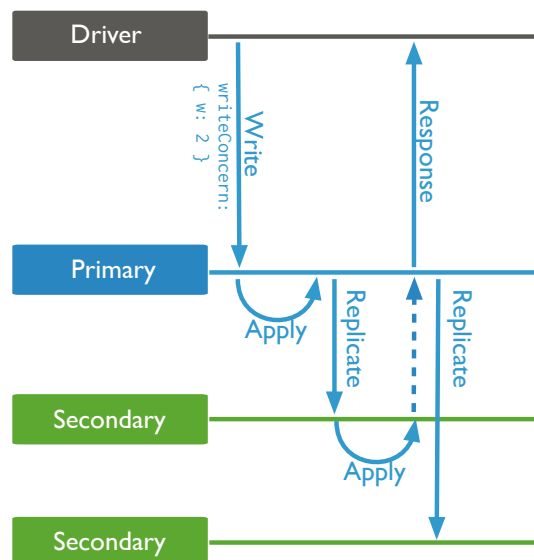 Driver
Write
writeConcern:
{ w: 2 }
Response
Primary
Apply
Replicate
Replicate
Secondary
Apply
Secondary